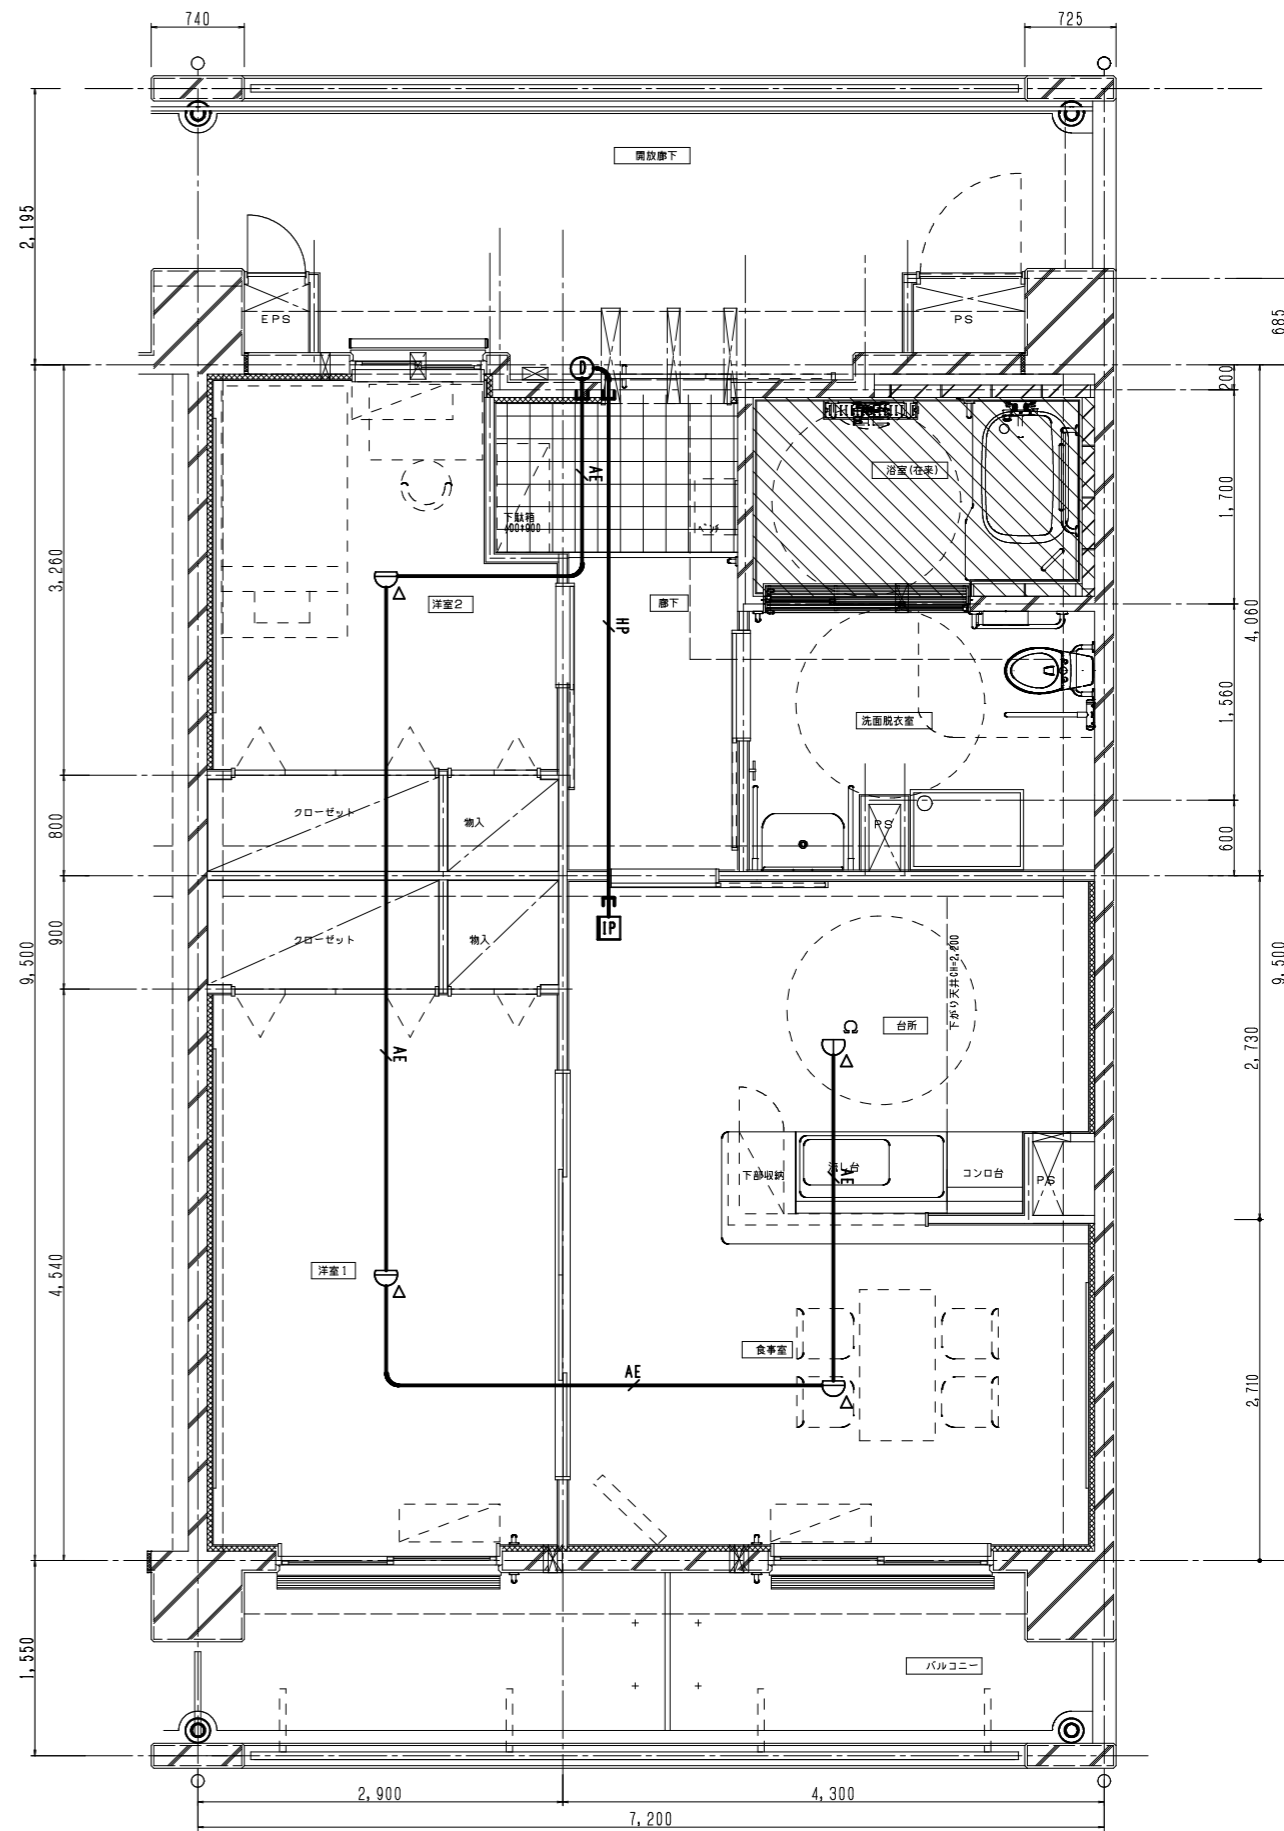 740
725
開放廊下
2,195
EPS
PS
685
D
200
浴室(在来)
AE
1,700
下駄箱
400*900
ベンチ
3,260
洋室2
廊下
HP
4,060
1,560
洗面脱衣室
クローゼット
物入
800
PS
600
クローゼット
物入
900
IP
9,500
9,500
下がり天井CH=2,200
台所
Ω
AE
2,730
下部収納
流し台
AE
コンロ台
PS
洋室1
4,540
食事室
AE
2,710
1,550
バルコニー
2,900
4,300
7,200